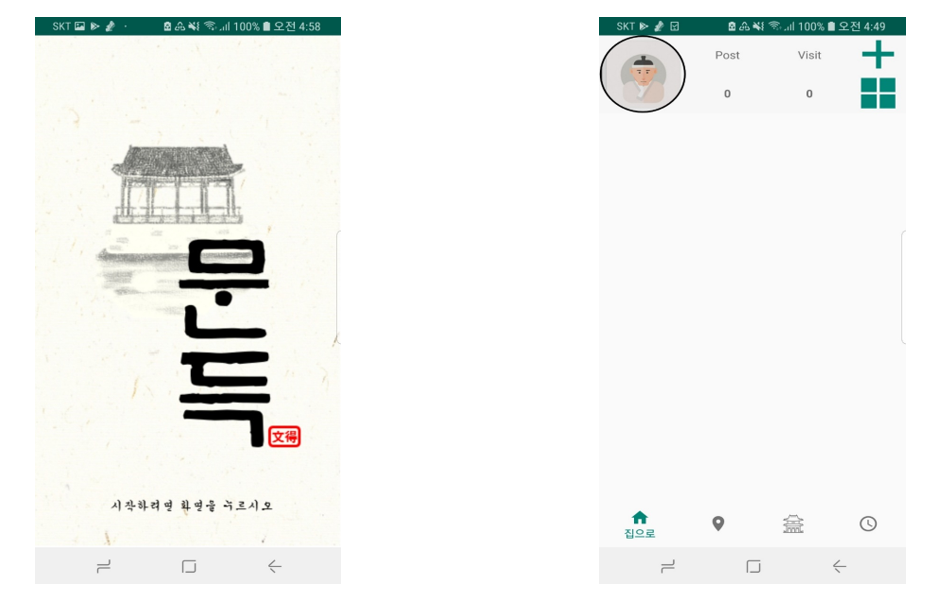 SKT 100% 오전 4:58
문득
文得
시작하려면 화면을 누르시오
SKT 100% 오전 4:49
Post Visit
0 0
집으로